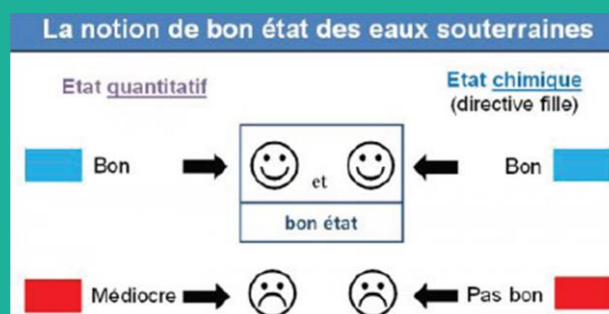 La notion de bon état des eaux souterraines
Etat quantitatif
Etat chimique
(directive fille)
Bon
et
Bon
bon état
Médiocre
Pas bon